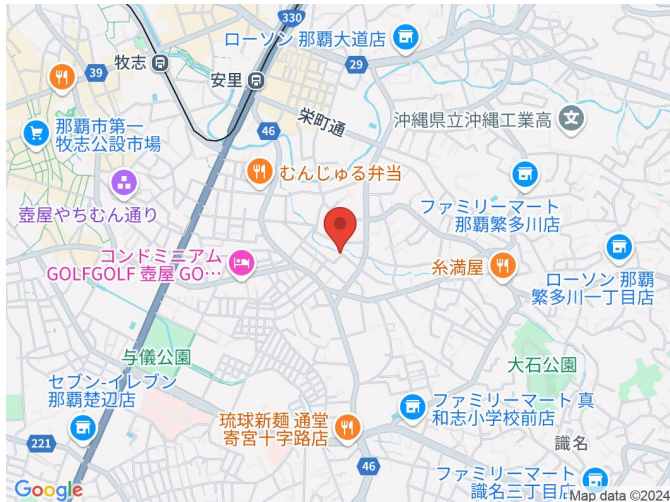 330
ローソン 那覇大道店
牧志
安里
29
39
栄町通
沖縄県立沖縄工業高
那覇市第一
牧志公設市場
46
むんじゅる弁当
壺屋やちむん通り
ファミリーマート
那覇繁多川店
コンドミニアム
GOLFGOLF 壺屋 GO…
糸満屋
ローソン 那覇
繁多川一丁目店
与儀公園
大石公園
セブン-イレブン
那覇楚辺店
ファミリーマート 真
和志小学校前店
琉球新麺 通堂
寄宮十字路店
221
識名
46
ファミリーマート
識名三丁目店
Google
Map data ©2024